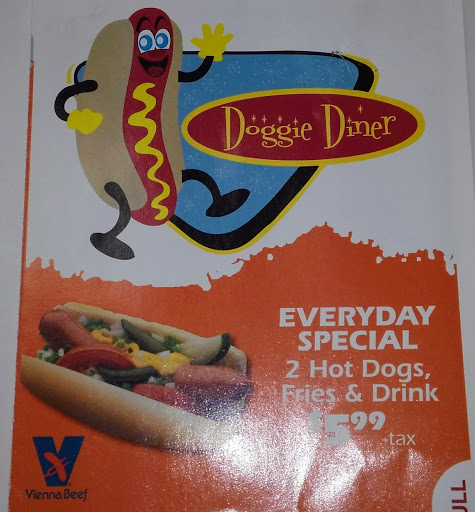 Doggie Diner
EVERYDAY
SPECIAL
2 Hot Dogs,
Fries & Drink
$5.99 +tax
Vienna Beef